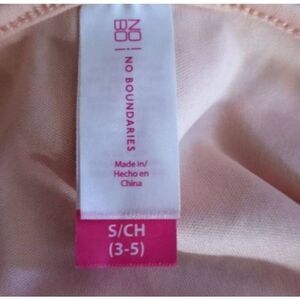 NO
BO
NO BOUNDARIES
Made in/
Hecho en
China
S/CH
(3-5)